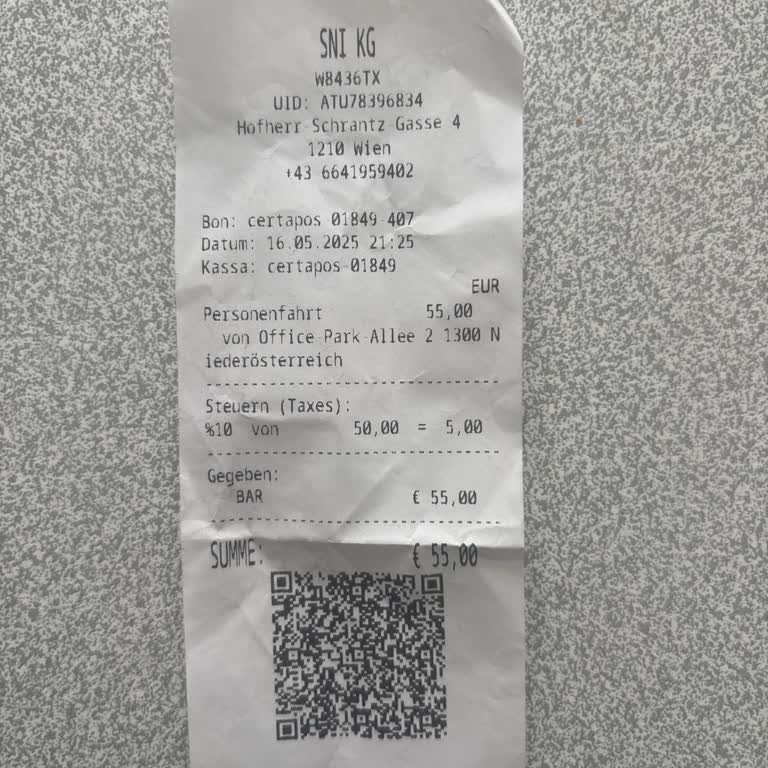 SNI KG
W8436TX
UID: ATU78396834
Hofherr-Schrantz-Gasse 4
1210 Wien
+43 6641959402
Bon: certapos-01849-407
Datum: 16.05.2025 21:25
Kassa: certapos-01849
EUR
Personenfahrt 55,00
von Office-Park-Allee 2 1300 N
iederösterreich
Steuern (Taxes):
%10 von 50,00 = 5,00
Gegeben:
BAR € 55,00
SUMME: € 55,00